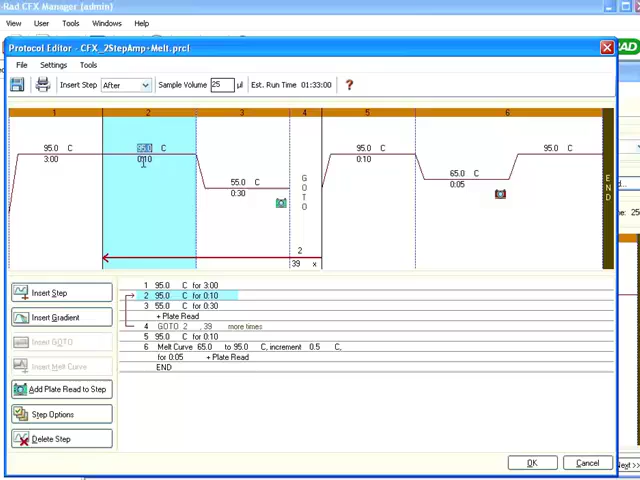 -Rad CFX Manager (admin)
View User Tools Windows Help
Protocol Editor - CFX_2StepAmp+Melt.prcl
File Settings Tools
Insert Step After Sample Volume 25 µl Est. Run Time 01:33:00 ?
1 2 3 4 5 6
95.0 C 95.0 C 95.0 C 95.0 C
3:00 0:10 0:10
65.0 C
0:05
55.0 C
0:30
G
O
T
O
E
N
D
2
39 x
Insert Step
Insert Gradient
Insert GOTO
Insert Melt Curve
Add Plate Read to Step
Step Options
Delete Step
1 95.0 C for 3:00
2 95.0 C for 0:10
3 55.0 C for 0:30
+ Plate Read
4 GOTO 2 , 39 more times
5 95.0 C for 0:10
6 Melt Curve 65.0 to 95.0 C, increment 0.5 C,
for 0:05 + Plate Read
END
OK Cancel
RAD
: 25
Next >>